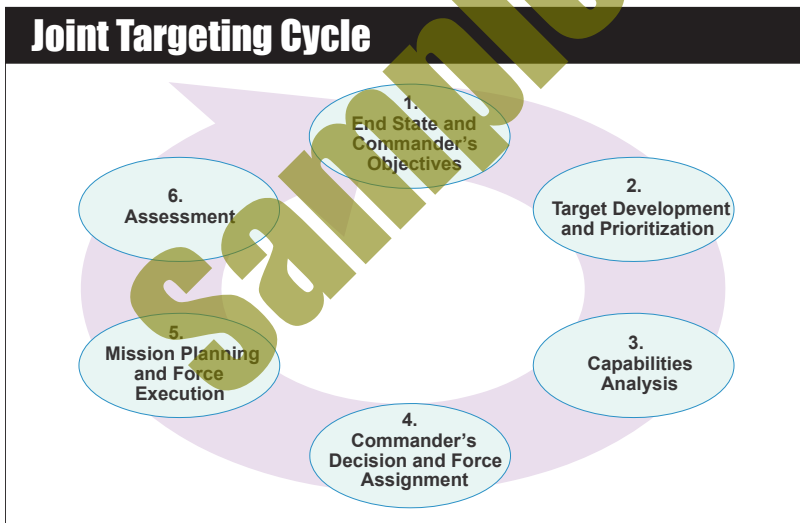 Joint Targeting Cycle
1.
End State and
Commander's
Objectives
2.
Target Development
and Prioritization
3.
Capabilities
Analysis
4.
Commander's
Decision and Force
Assignment
5.
Mission Planning
and Force
Execution
6.
Assessment
Sample